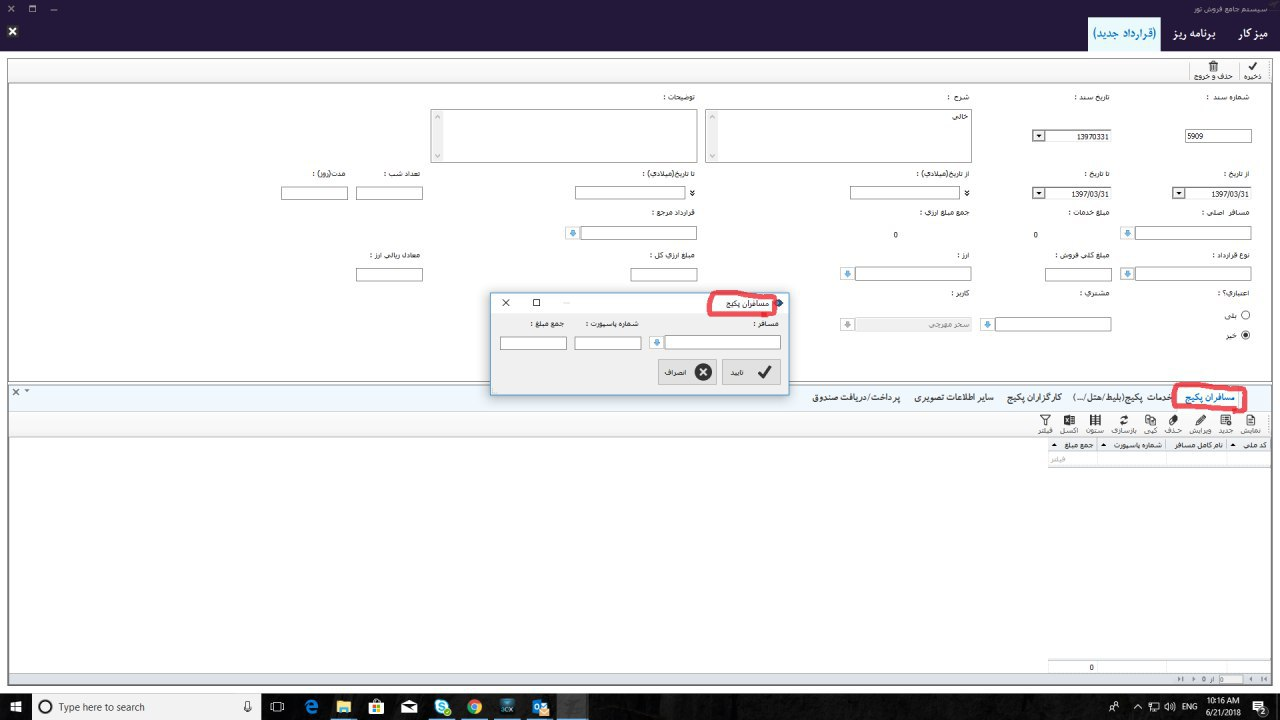 سیستم جامع فروش تور
میز کار
برنامه ریز
(قرارداد جدید)
ذخیره
حذف و خروج
شماره سند :
تاریخ سند :
شرح :
توضیحات :
5909
13970331
خالی
از تاریخ :
تا تاریخ :
از تاریخ(میلادی) :
تا تاریخ(میلادی) :
تعداد شب :
مدت(روز) :
1397/03/31
1397/03/31
مسافر اصلی :
مبلغ خدمات :
جمع مبلغ ارزی :
قرارداد مرجع :
0
0
نوع قرارداد :
مبلغ کلی فروش :
ارز :
مبلغ ارزی کل :
معادل ریالی ارز :
اعتباری؟ :
مشتری :
کاربر :
بلی
خیر
سحر مهرجی
مسافران پکیج
مسافر :
شماره پاسپورت :
جمع مبلغ :
تایید
انصراف
مسافران پکیج
خدمات پکیج(بلیط/هتل/...)
کارگزاران پکیج
سایر اطلاعات تصویری
پرداخت/دریافت صندوق
نمایش
جدید
ویرایش
حذف
کپی
بازسازی
ستون
اکسل
فیلتر
کد ملی
نام کامل مسافر
شماره پاسپورت
جمع مبلغ
فیلتر
0
0 از 0
Type here to search
ENG
10:16 AM
6/21/2018
2